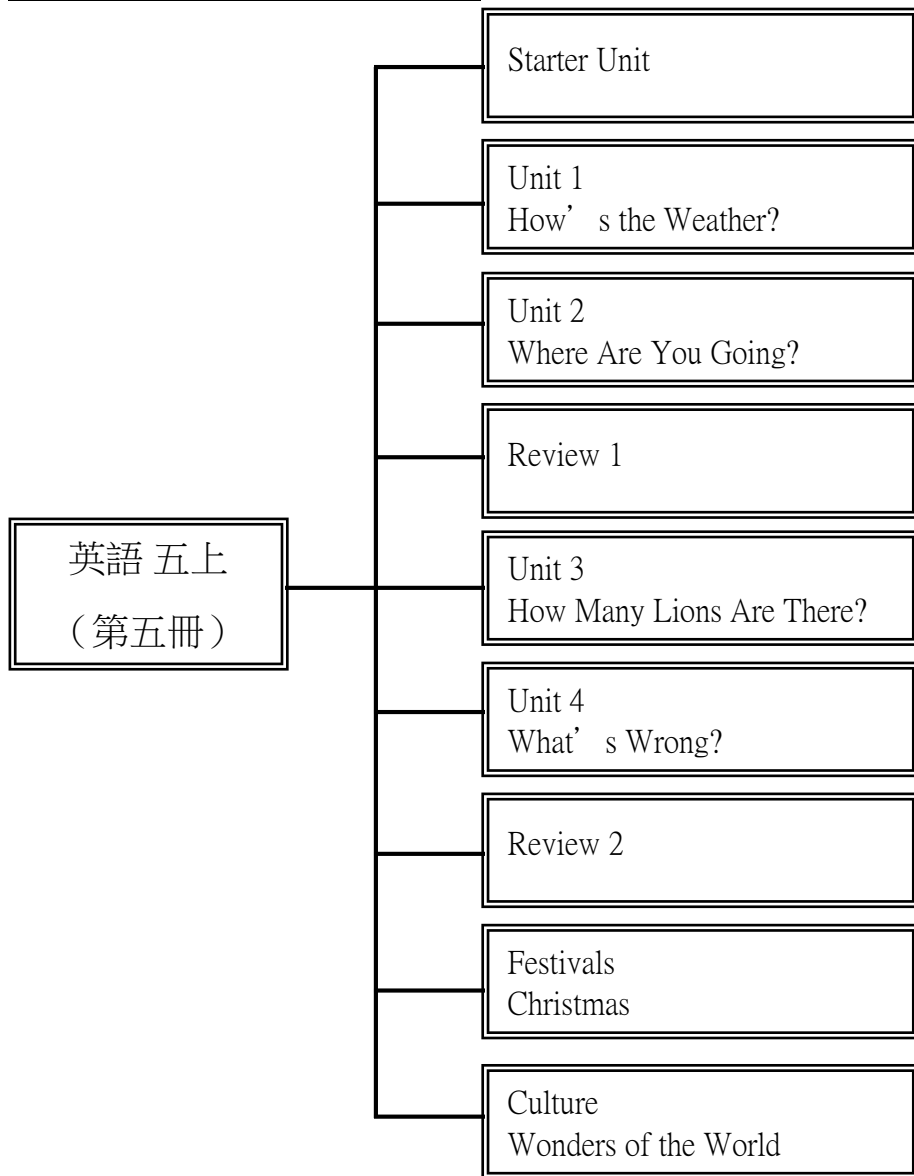 Starter Unit
Unit 1
How’s the Weather?
Unit 2
Where Are You Going?
Review 1
英語 五上
（第五冊）
Unit 3
How Many Lions Are There?
Unit 4
What’s Wrong?
Review 2
Festivals
Christmas
Culture
Wonders of the World